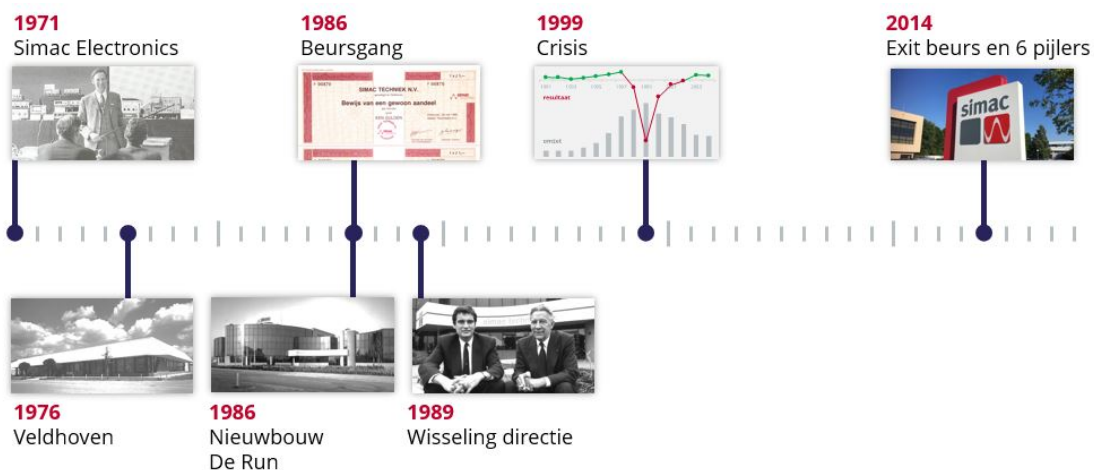 1971
Simac Electronics
1986
Beursgang
SIMAC TECHNIEK N.V.
Bewijs van een gewoon aandeel
1999
Crisis
resultaat
omzet
2014
Exit beurs en 6 pijlers
simac
1976
Veldhoven
1986
Nieuwbouw
De Run
1989
Wisseling directie